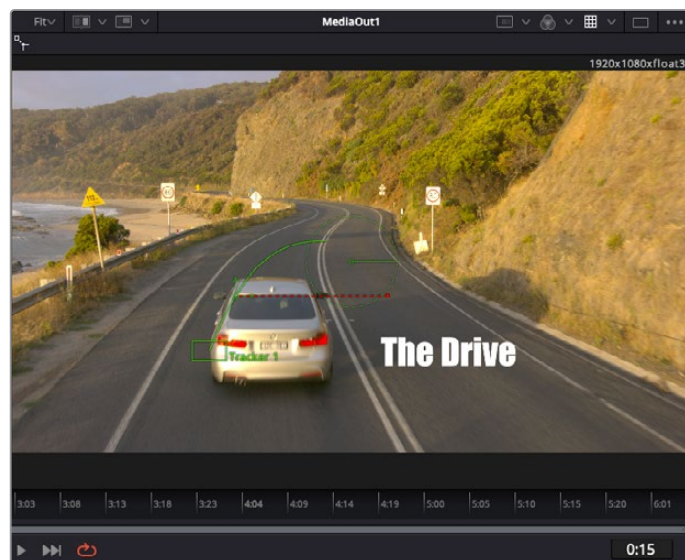 Fit
MediaOut1
1920x1080xfloat3
Tracker 1
The Drive
3:03 3:08 3:13 3:18 3:23 4:04 4:09 4:14 4:19 5:00 5:05 5:10 5:15 5:20 6:01
0:15